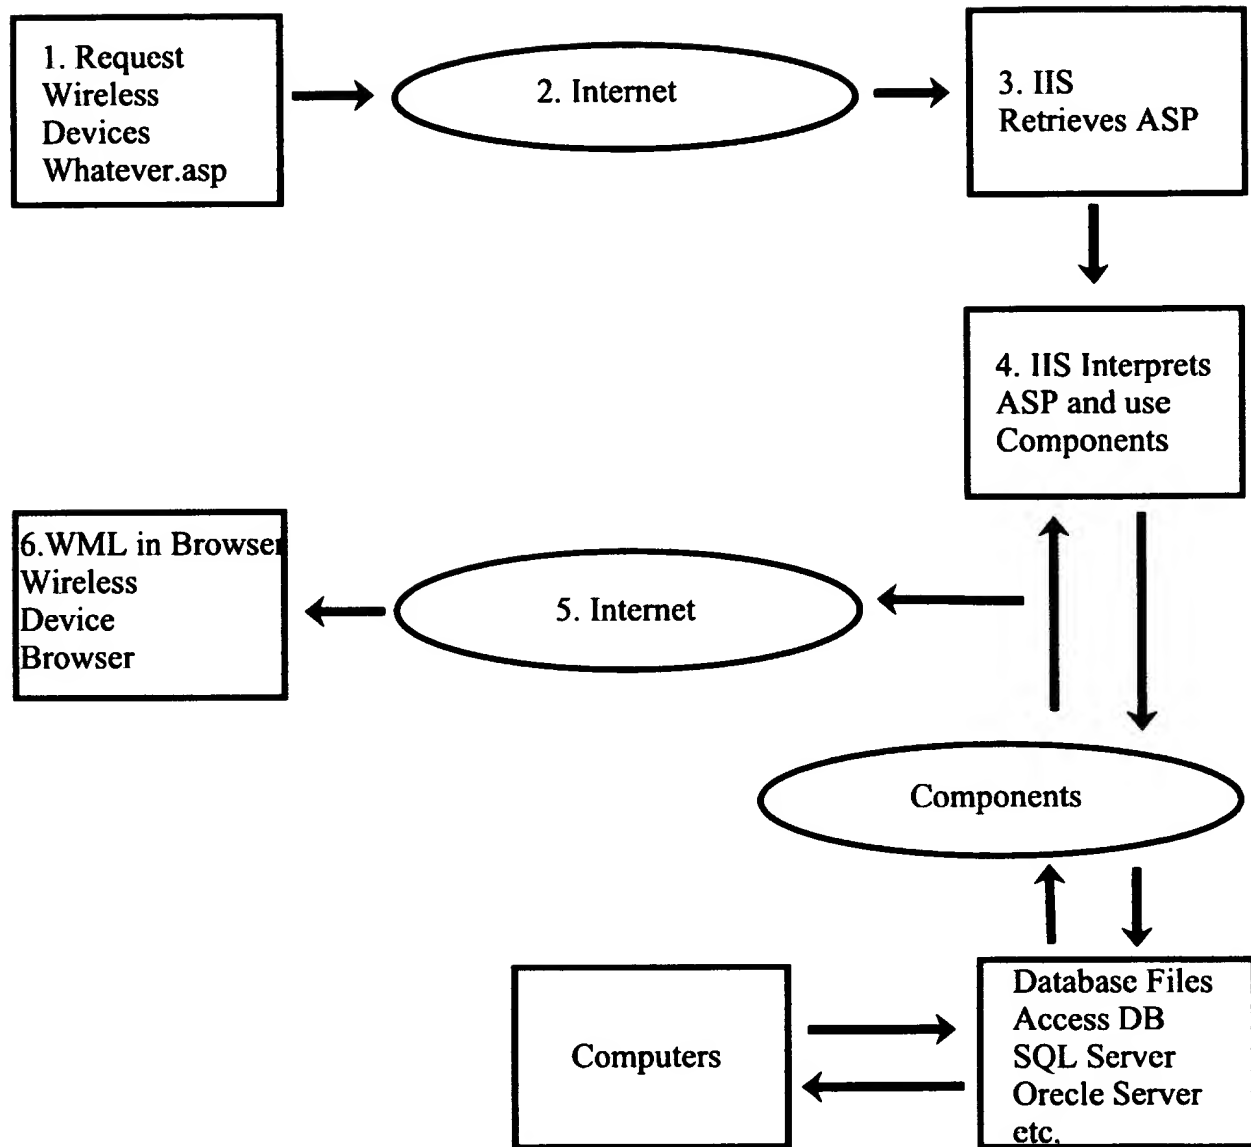 1. Request
Wireless
Devices
Whatever.asp
2. Internet
3. IIS
Retrieves ASP
4. IIS Interprets
ASP and use
Components
6.WML in Browser
Wireless
Device
Browser
5. Internet
Components
Computers
Database Files
Access DB
SQL Server
Orecle Server
etc.